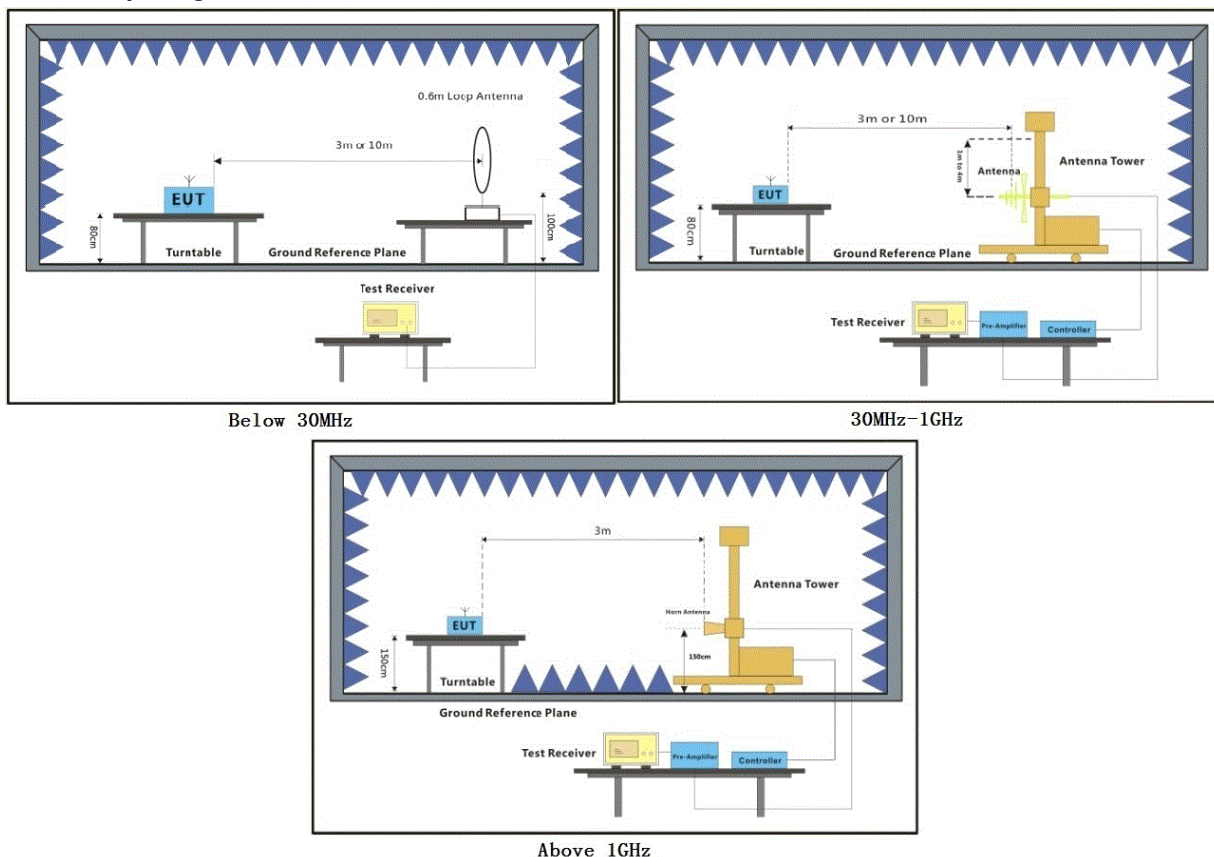 0.6m Loop Antenna
3m or 10m
EUT
80cm
100cm
Turntable
Ground Reference Plane
Test Receiver
Below 30MHz
3m or 10m
1m to 4m
Antenna
Antenna Tower
EUT
80cm
Turntable
Ground Reference Plane
Test Receiver
Pre-Amplifier
Controller
30MHz-1GHz
3m
Antenna Tower
Horn Antenna
EUT
150cm
150cm
Turntable
Ground Reference Plane
Test Receiver
Pre-Amplifier
Controller
Above 1GHz